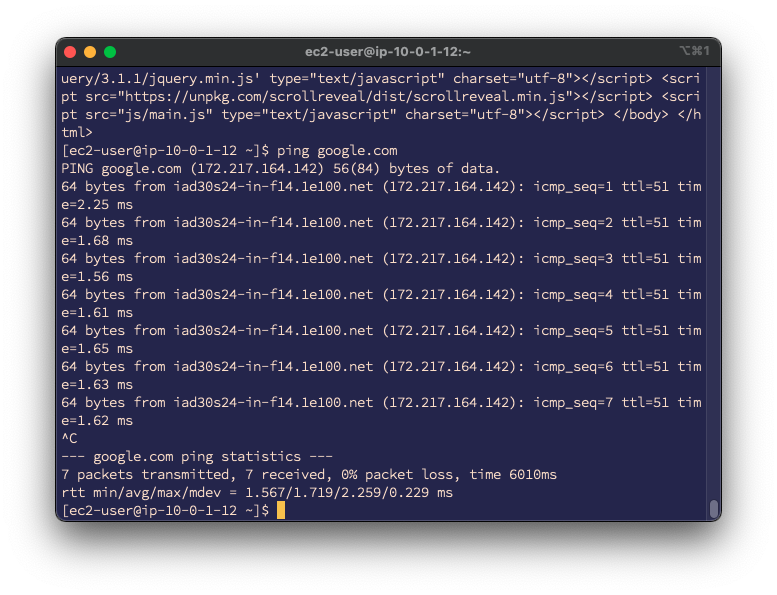 ec2-user@ip-10-0-1-12:~
⌥⌘1
uery/3.1.1/jquery.min.js' type="text/javascript" charset="utf-8"></script> <scri
pt src="https://unpkg.com/scrollreveal/dist/scrollreveal.min.js"></script> <scri
pt src="js/main.js" type="text/javascript" charset="utf-8"></script> </body> </h
tml>
[ec2-user@ip-10-0-1-12 ~]$ ping google.com
PING google.com (172.217.164.142) 56(84) bytes of data.
64 bytes from iad30s24-in-f14.1e100.net (172.217.164.142): icmp_seq=1 ttl=51 tim
e=2.25 ms
64 bytes from iad30s24-in-f14.1e100.net (172.217.164.142): icmp_seq=2 ttl=51 tim
e=1.68 ms
64 bytes from iad30s24-in-f14.1e100.net (172.217.164.142): icmp_seq=3 ttl=51 tim
e=1.56 ms
64 bytes from iad30s24-in-f14.1e100.net (172.217.164.142): icmp_seq=4 ttl=51 tim
e=1.61 ms
64 bytes from iad30s24-in-f14.1e100.net (172.217.164.142): icmp_seq=5 ttl=51 tim
e=1.65 ms
64 bytes from iad30s24-in-f14.1e100.net (172.217.164.142): icmp_seq=6 ttl=51 tim
e=1.63 ms
64 bytes from iad30s24-in-f14.1e100.net (172.217.164.142): icmp_seq=7 ttl=51 tim
e=1.62 ms
^C
--- google.com ping statistics ---
7 packets transmitted, 7 received, 0% packet loss, time 6010ms
rtt min/avg/max/mdev = 1.567/1.719/2.259/0.229 ms
[ec2-user@ip-10-0-1-12 ~]$